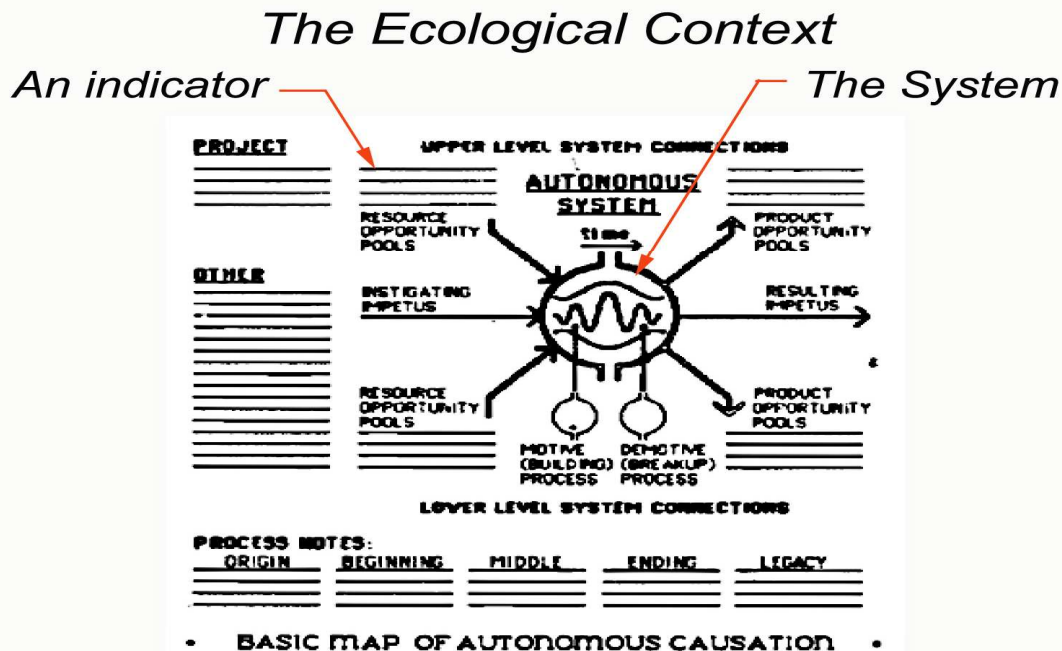 The Ecological Context
An indicator
The System
PROJECT
UPPER LEVEL SYSTEM CONNECTIONS
AUTONOMOUS
SYSTEM
time
RESOURCE
OPPORTUNITY
POOLS
PRODUCT
OPPORTUNITY
POOLS
OTHER
INSTIGATING
IMPETUS
RESULTING
IMPETUS
RESOURCE
OPPORTUNITY
POOLS
PRODUCT
OPPORTUNITY
POOLS
MOTIVE
(BUILDING)
PROCESS
DEMOTIVE
(BREAKUP)
PROCESS
LOWER LEVEL SYSTEM CONNECTIONS
PROCESS NOTES:
ORIGIN BEGINNING MIDDLE ENDING LEGACY
• BASIC MAP OF AUTONOMOUS CAUSATION •